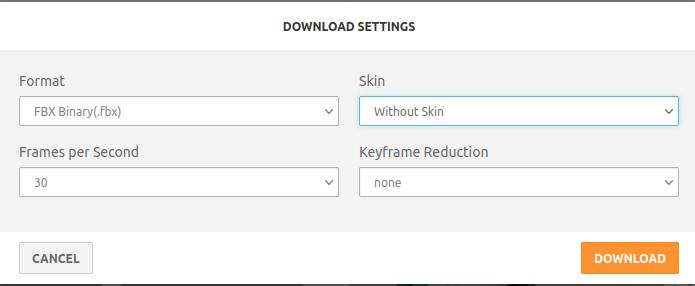 DOWNLOAD SETTINGS
Format
Skin
FBX Binary(.fbx)
Without Skin
Frames per Second
Keyframe Reduction
30
none
CANCEL
DOWNLOAD